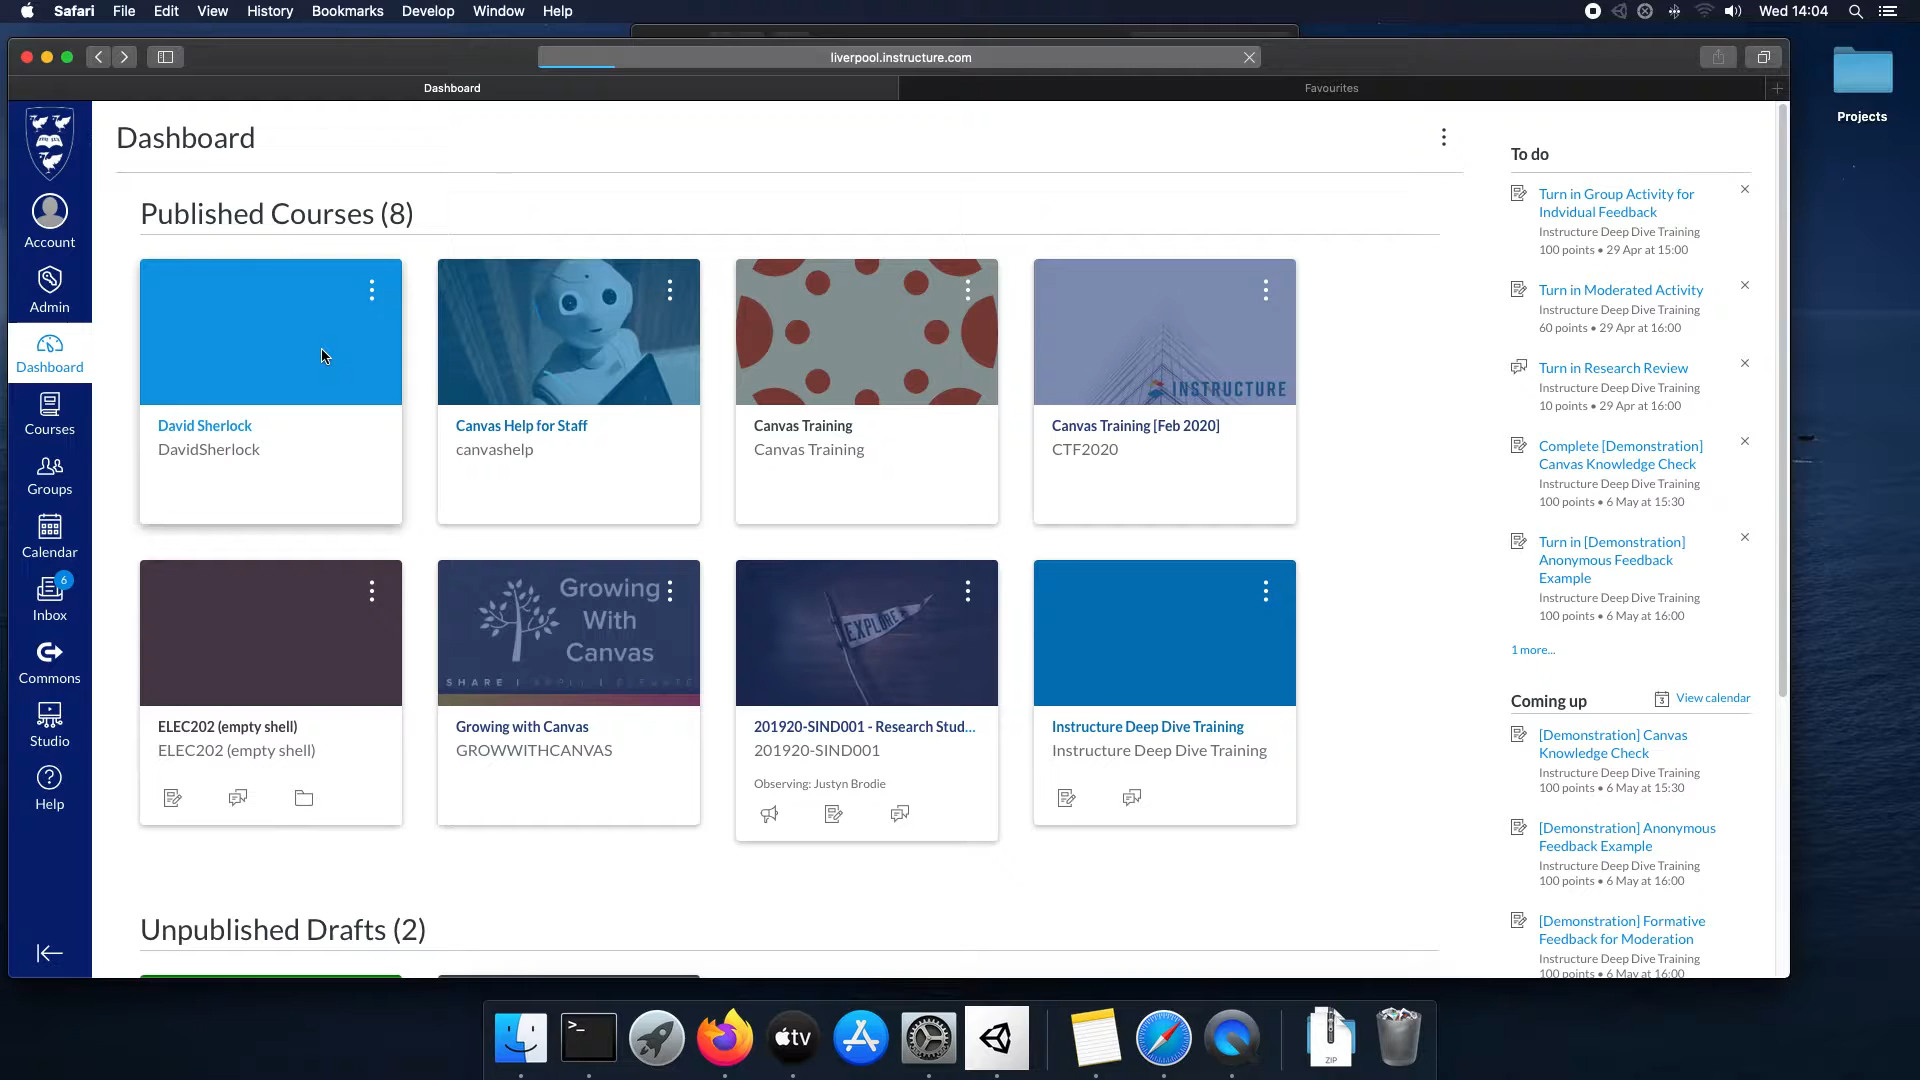 Safari File Edit View History Bookmarks Develop Window Help
Wed 14:04
liverpool.instructure.com
Dashboard
Favourites
Projects
Account
Admin
Dashboard
Courses
Groups
Calendar
6
Inbox
Commons
Studio
Help
Dashboard
Published Courses (8)
David Sherlock
DavidSherlock
Canvas Help for Staff
canvashelp
Canvas Training
Canvas Training
INSTRUCTURE
Canvas Training [Feb 2020]
CTF2020
ELEC202 (empty shell)
ELEC202 (empty shell)
Growing
With
Canvas
Growing with Canvas
GROWWITHCANVAS
EXPLORE
201920-SIND001 - Research Stud...
201920-SIND001
Observing: Justyn Brodie
Instructure Deep Dive Training
Instructure Deep Dive Training
Unpublished Drafts (2)
To do
Turn in Group Activity for
Indvidual Feedback
Instructure Deep Dive Training
100 points • 29 Apr at 15:00
Turn in Moderated Activity
Instructure Deep Dive Training
60 points • 29 Apr at 16:00
Turn in Research Review
Instructure Deep Dive Training
10 points • 29 Apr at 16:00
Complete [Demonstration]
Canvas Knowledge Check
Instructure Deep Dive Training
100 points • 6 May at 15:30
Turn in [Demonstration]
Anonymous Feedback
Example
Instructure Deep Dive Training
100 points • 6 May at 16:00
1 more...
Coming up
3 View calendar
[Demonstration] Canvas
Knowledge Check
Instructure Deep Dive Training
100 points • 6 May at 15:30
[Demonstration] Anonymous
Feedback Example
Instructure Deep Dive Training
100 points • 6 May at 16:00
[Demonstration] Formative
Feedback for Moderation
Instructure Deep Dive Training
100 points • 6 May at 16:00
tv
ZIP